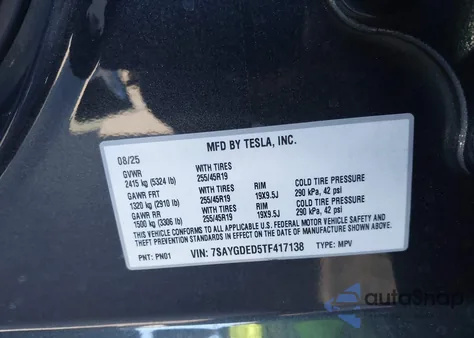 MFD BY TESLA, INC.
08/25
GVWR WITH TIRES
2415 kg (5324 lb) 255/45R19
GAWR FRT WITH TIRES RIM COLD TIRE PRESSURE
1320 kg (2910 lb) 255/45R19 19X9.5J 290 kPa, 42 psi
GAWR RR WITH TIRES RIM COLD TIRE PRESSURE
1500 kg (3306 lb) 255/45R19 19X9.5J 290 kPa, 42 psi
THIS VEHICLE CONFORMS TO ALL APPLICABLE U.S. FEDERAL MOTOR VEHICLE SAFETY AND
THEFT PREVENTION STANDARDS IN EFFECT ON THE DATE OF MANUFACTURE SHOWN ABOVE.
PNT: PN01 VIN: 7SAYGDED5TF417138 TYPE: MPV
autoSnap